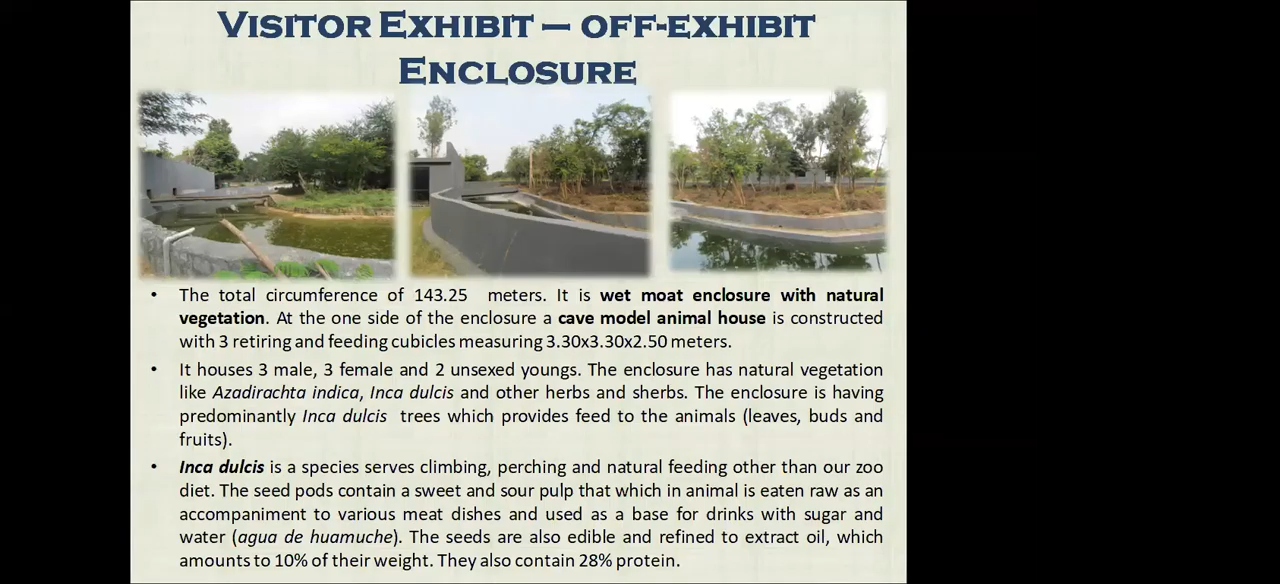 VISITOR EXHIBIT – OFF-EXHIBIT
ENCLOSURE
• The total circumference of 143.25 meters. It is wet moat enclosure with natural
vegetation. At the one side of the enclosure a cave model animal house is constructed
with 3 retiring and feeding cubicles measuring 3.30x3.30x2.50 meters.
• It houses 3 male, 3 female and 2 unsexed youngs. The enclosure has natural vegetation
like Azadirachta indica, Inca dulcis and other herbs and sherbs. The enclosure is having
predominantly Inca dulcis trees which provides feed to the animals (leaves, buds and
fruits).
• Inca dulcis is a species serves climbing, perching and natural feeding other than our zoo
diet. The seed pods contain a sweet and sour pulp that which in animal is eaten raw as an
accompaniment to various meat dishes and used as a base for drinks with sugar and
water (agua de huamuche). The seeds are also edible and refined to extract oil, which
amounts to 10% of their weight. They also contain 28% protein.